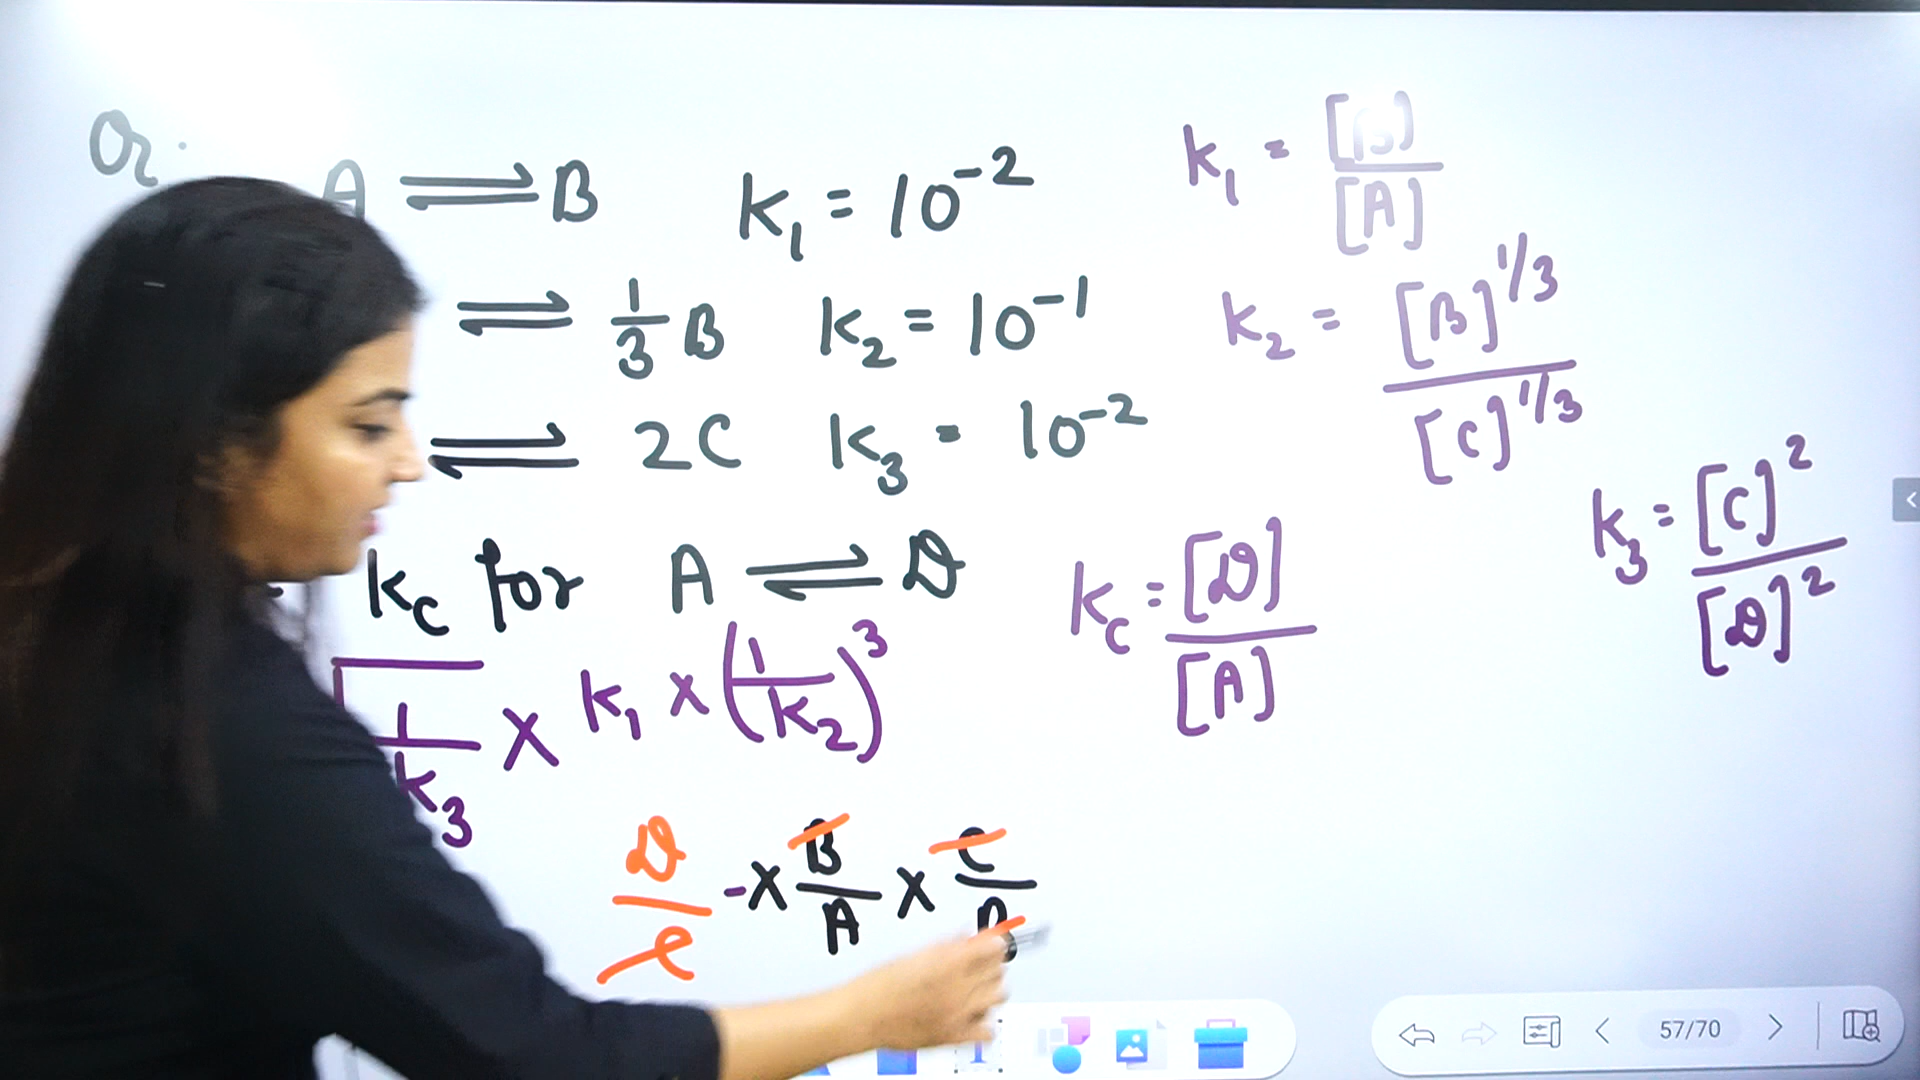 Q.
A ⇌ B K₁ = 10⁻² K₁ = [B]/[A]
⇌ 1/3 B K₂ = 10⁻¹ K₂ = [B]^1/3 / [C]^1/3
⇌ 2C K₃ = 10⁻² K₃ = [C]²/[D]²
Kc for A ⇌ D Kc = [D]/[A]
√(1/K₃) × K₁ × (1/K₂)³
D/C × B/A × C/B
57/70